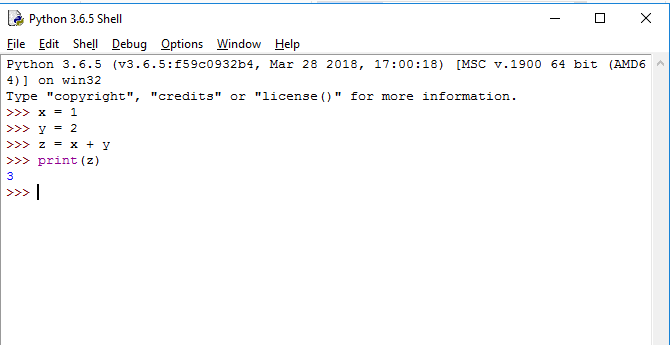 Python 3.6.5 Shell
File Edit Shell Debug Options Window Help
Python 3.6.5 (v3.6.5:f59c0932b4, Mar 28 2018, 17:00:18) [MSC v.1900 64 bit (AMD6
4)] on win32
Type "copyright", "credits" or "license()" for more information.
>>> x = 1
>>> y = 2
>>> z = x + y
>>> print(z)
3
>>>